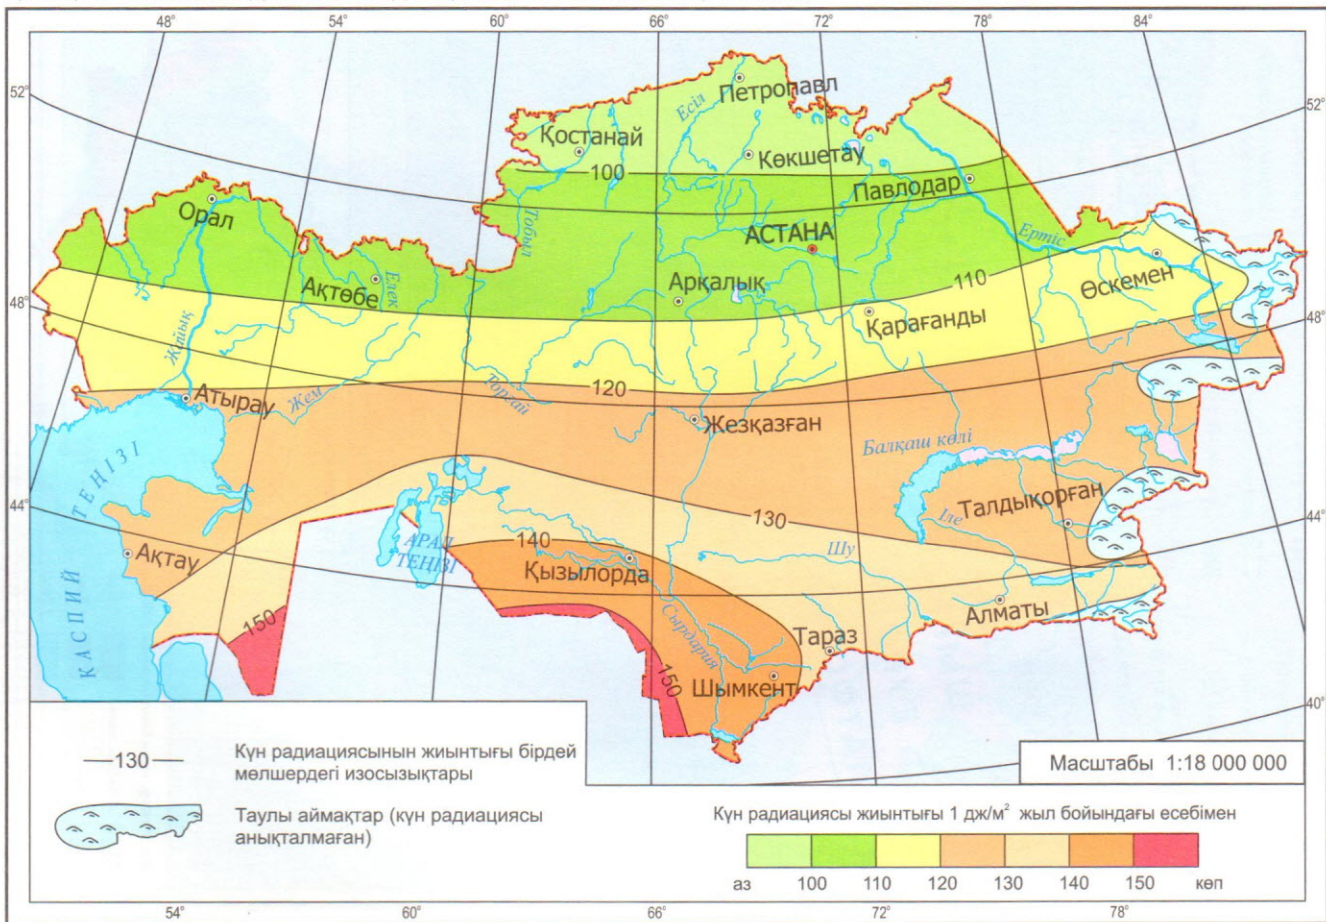 48° 54° 60° 66° 72° 78° 84°
52° 52°
Петропавл
Есіл
Қостанай
Көкшетау
100
Павлодар
Орал
Тобыл
АСТАНА
Ертіс
Ақтөбе
Елек
Арқалық
110
Өскемен
48° 48°
Қарағанды
Жайық
120
Атырау
Жем
Торғай
Жезқазған
Балқаш көлі
КАСПИЙ ТЕҢІЗІ
44° 44°
Талдықорған
130
Іле
Ақтау
АРАЛ
ТЕҢІЗІ
140
Шу
Қызылорда
Алматы
150
Сырдария
Тараз
150
Шымкент
40°
—130— Күн радиациясынын жиынтығы бірдей
мөлшердегі изосызықтары
Таулы аймақтар (күн радиациясы
анықталмаған)
Масштабы 1:18 000 000
Күн радиациясы жиынтығы 1 дж/м² жыл бойындағы есебімен
аз 100 110 120 130 140 150 көп
54° 60° 66° 72° 78°